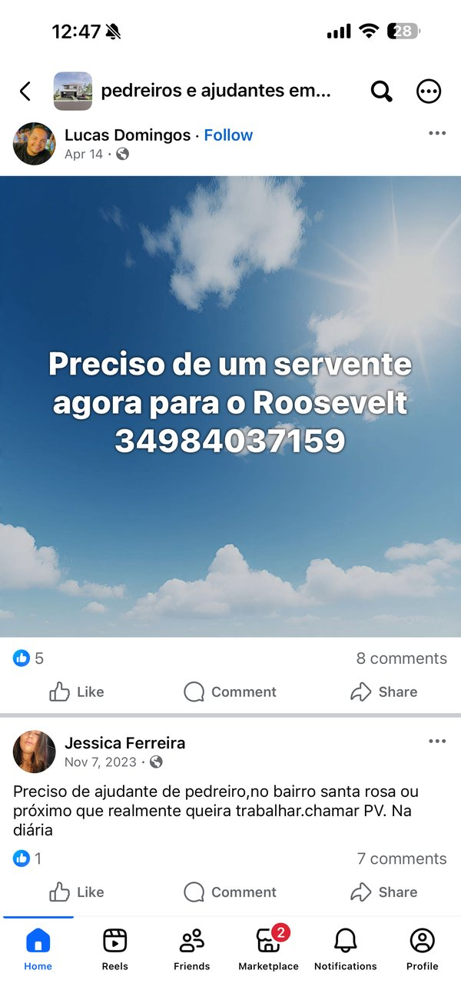 12:47
28
pedreiros e ajudantes em...
Lucas Domingos · Follow
Apr 14 ·
Preciso de um servente
agora para o Roosevelt
34984037159
5
8 comments
Like
Comment
Share
Jessica Ferreira
Nov 7, 2023 ·
Preciso de ajudante de pedreiro,no bairro santa rosa ou
próximo que realmente queira trabalhar.chamar PV. Na
diária
1
7 comments
Like
Comment
Share
2
Home
Reels
Friends
Marketplace
Notifications
Profile